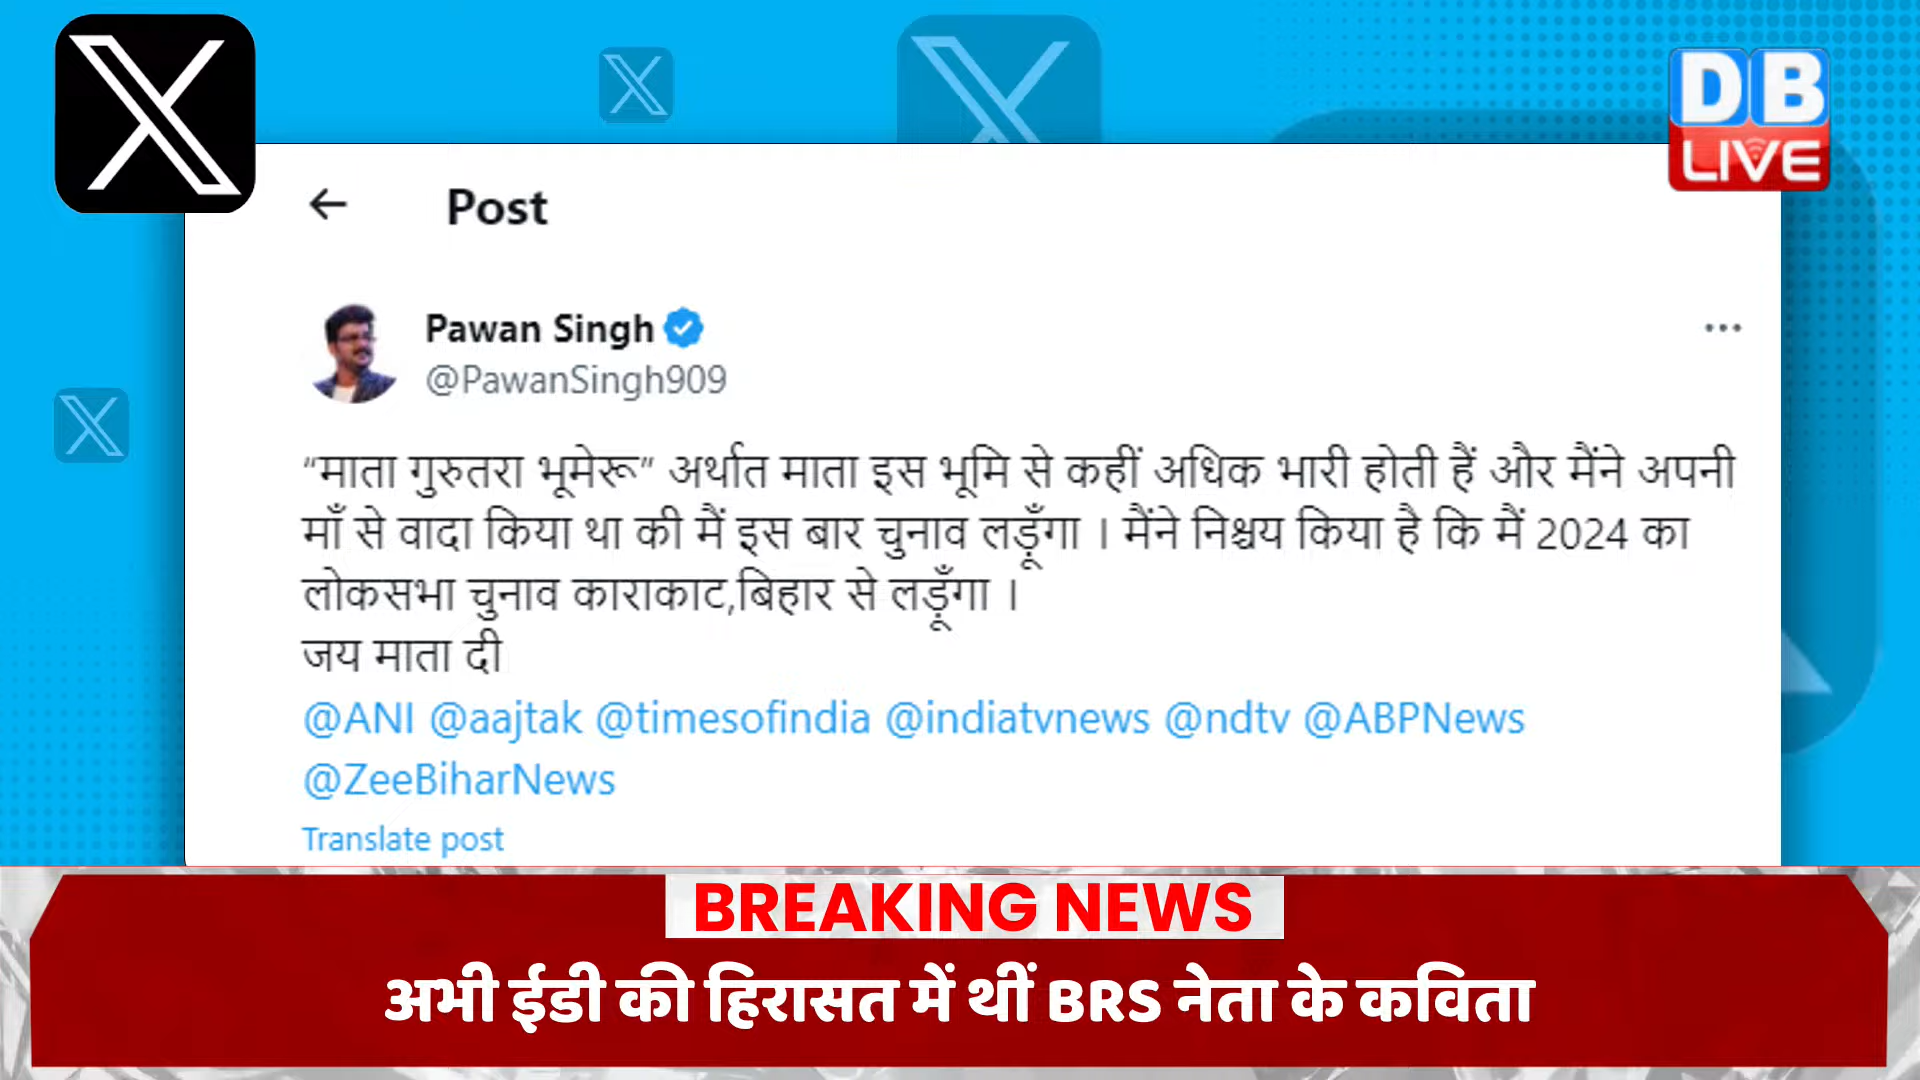 DB
LIVE
Post
Pawan Singh
@PawanSingh909
“माता गुरुतरा भूमेरू” अर्थात माता इस भूमि से कहीं अधिक भारी होती हैं और मैंने अपनी
माँ से वादा किया था की मैं इस बार चुनाव लड़ूँगा । मैंने निश्चय किया है कि मैं 2024 का
लोकसभा चुनाव काराकाट,बिहार से लड़ूँगा ।
जय माता दी
@ANI @aajtak @timesofindia @indiatvnews @ndtv @ABPNews
@ZeeBiharNews
Translate post
BREAKING NEWS
अभी ईडी की हिरासत में थीं BRS नेता के कविता